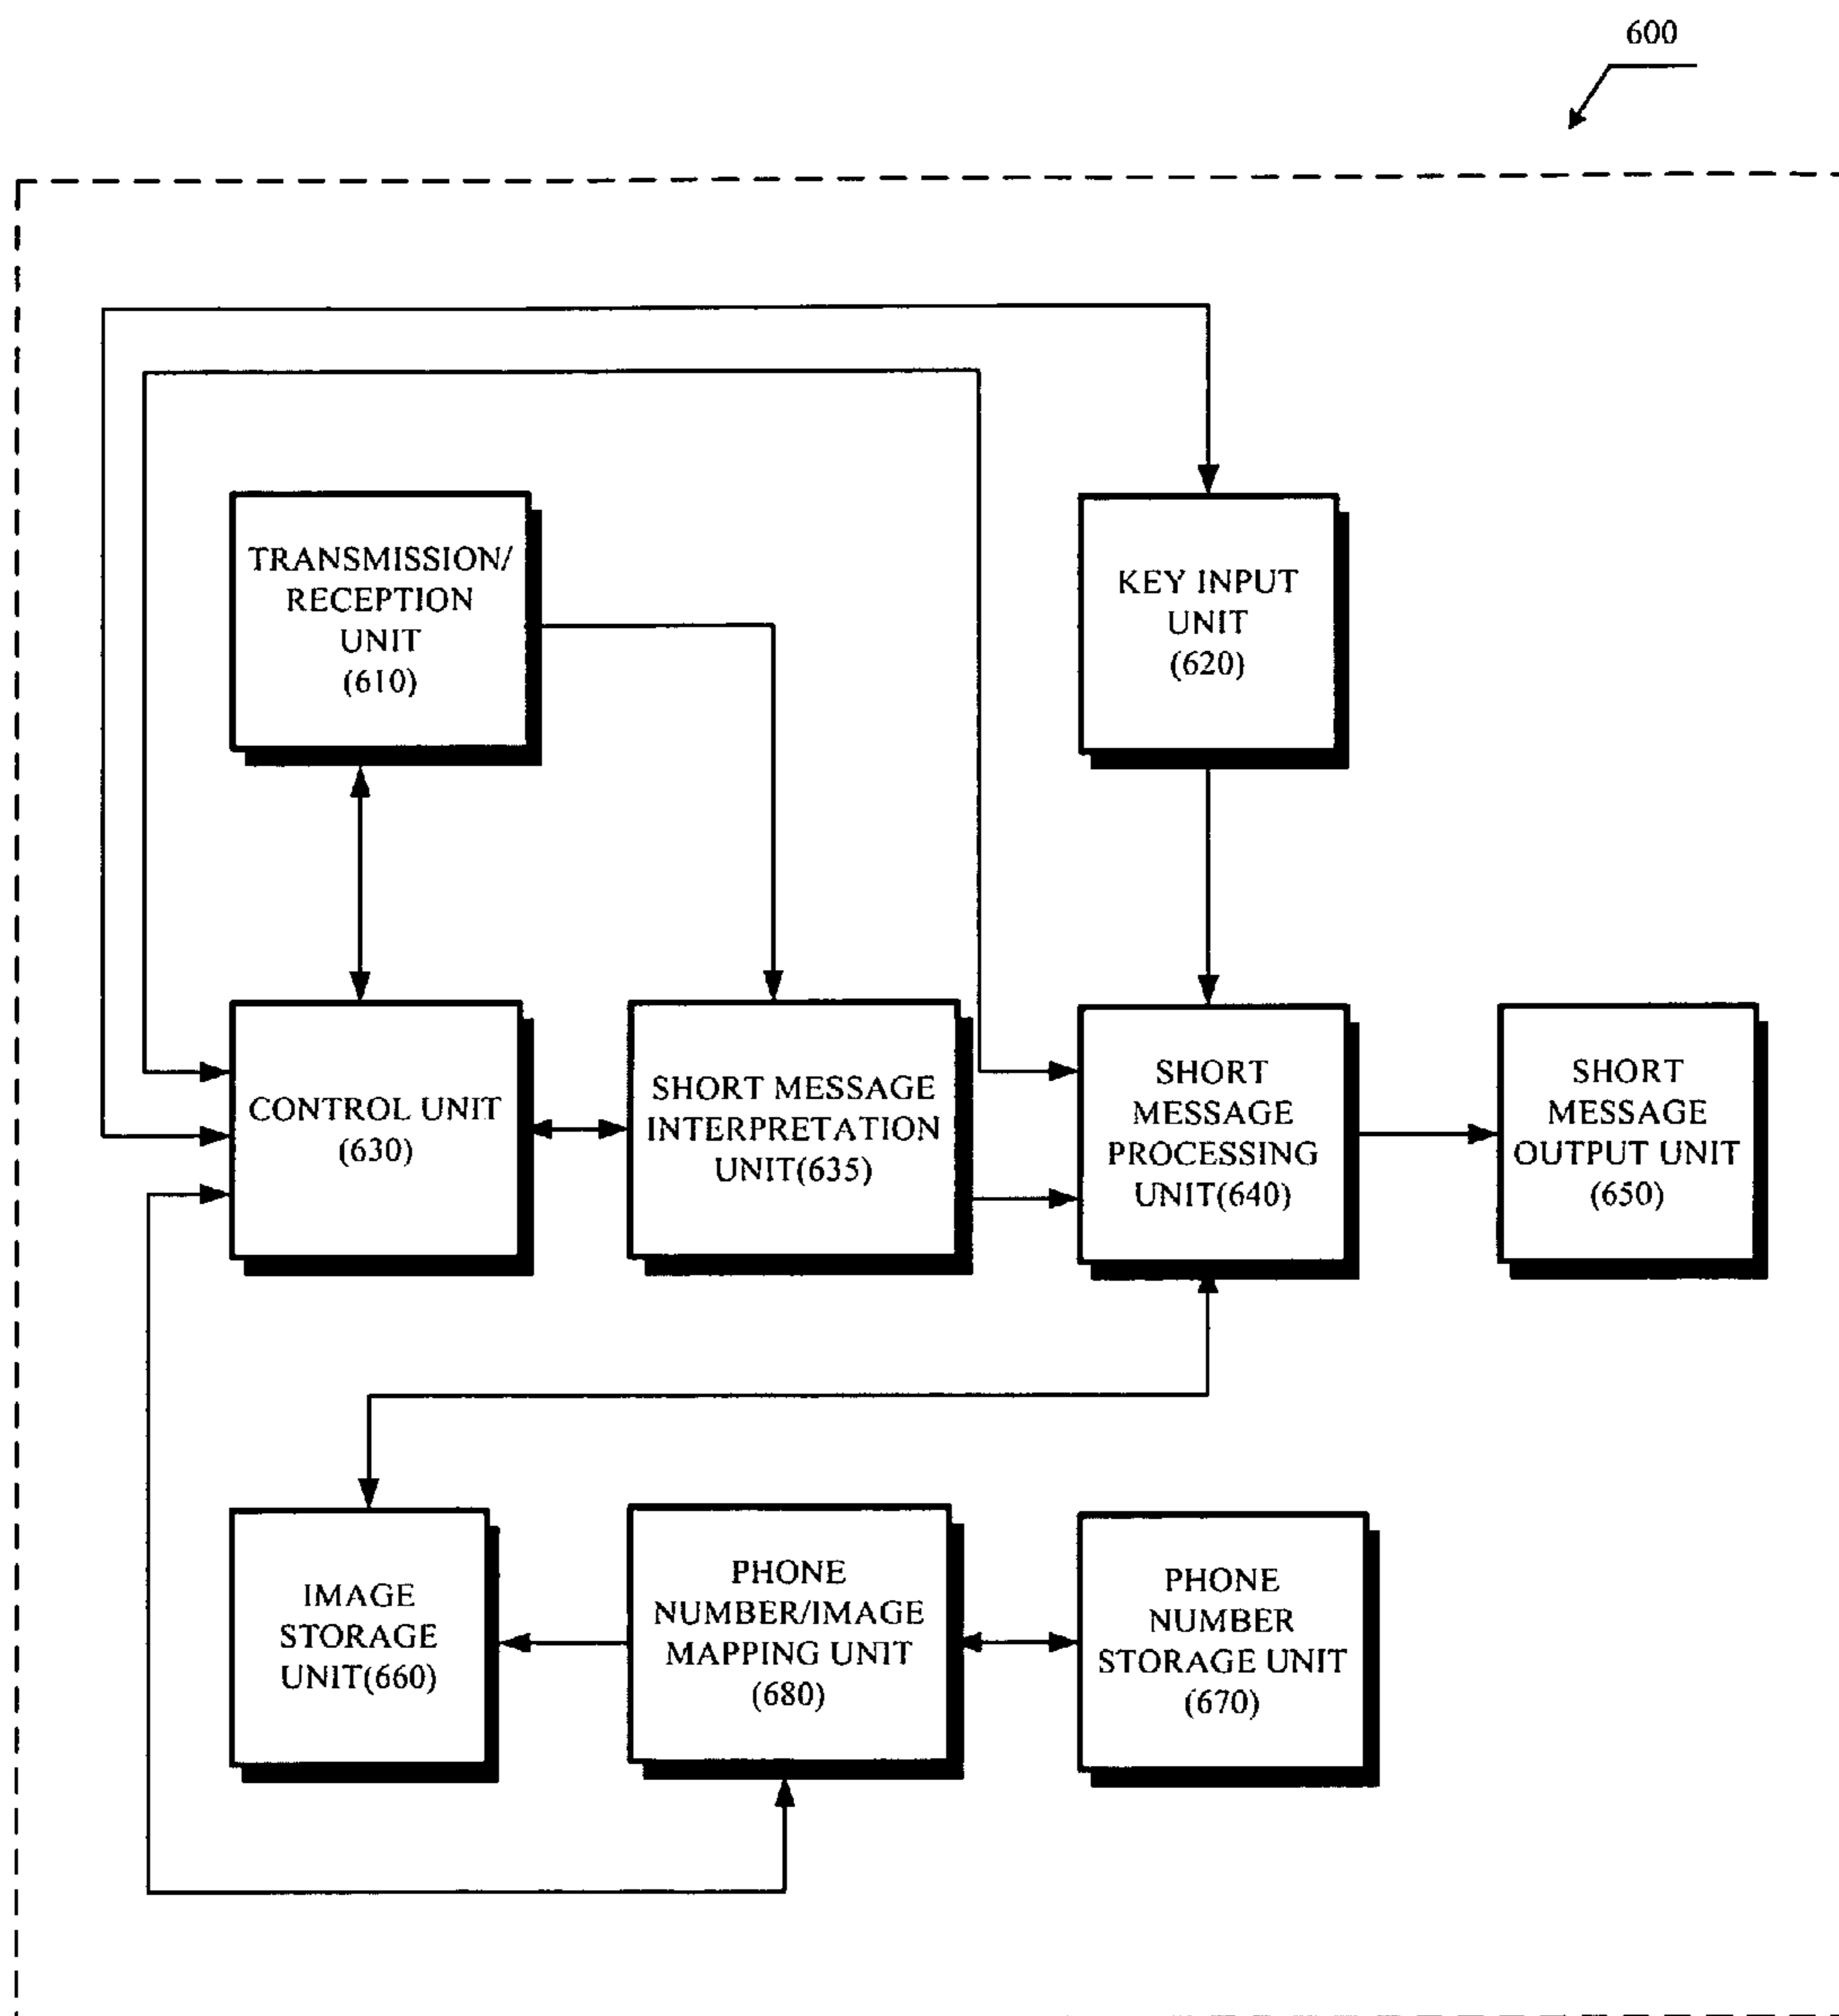 600
TRANSMISSION/
RECEPTION
UNIT
(610)
KEY INPUT
UNIT
(620)
CONTROL UNIT
(630)
SHORT MESSAGE
INTERPRETATION
UNIT(635)
SHORT
MESSAGE
PROCESSING
UNIT(640)
SHORT
MESSAGE
OUTPUT UNIT
(650)
IMAGE
STORAGE
UNIT(660)
PHONE
NUMBER/IMAGE
MAPPING UNIT
(680)
PHONE
NUMBER
STORAGE UNIT
(670)